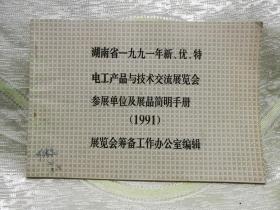 湖南省一九九一年新、优、特
电工产品与技术交流展览会
参展单位及展品简明手册
(1991)
展览会筹备工作办公室编辑